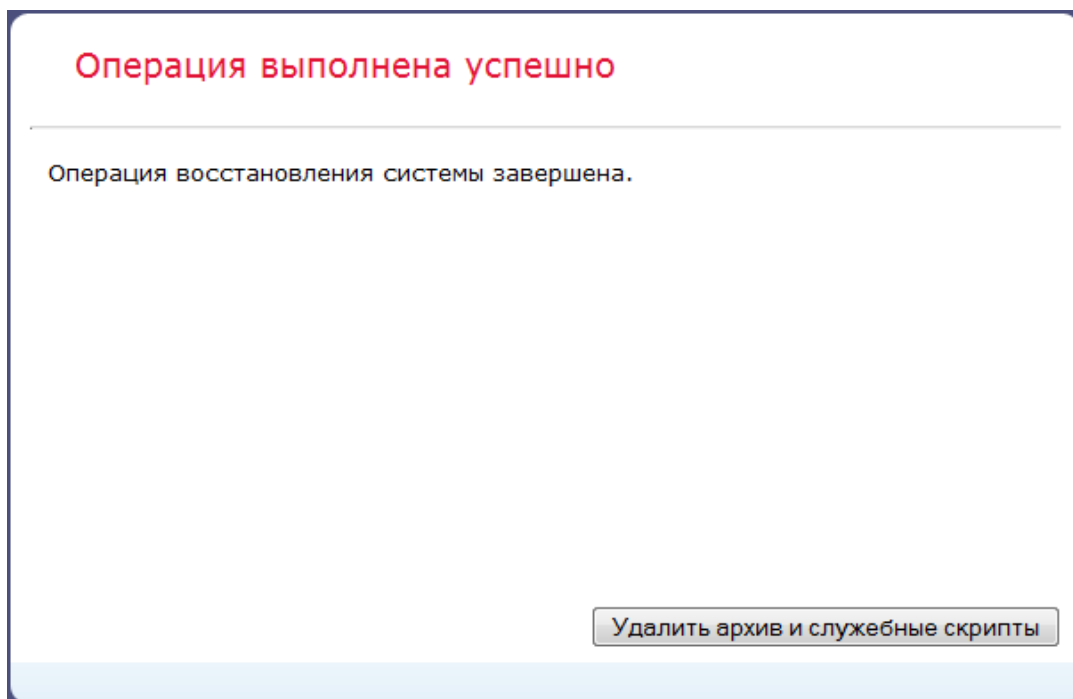 Операция выполнена успешно
Операция восстановления системы завершена.
Удалить архив и служебные скрипты